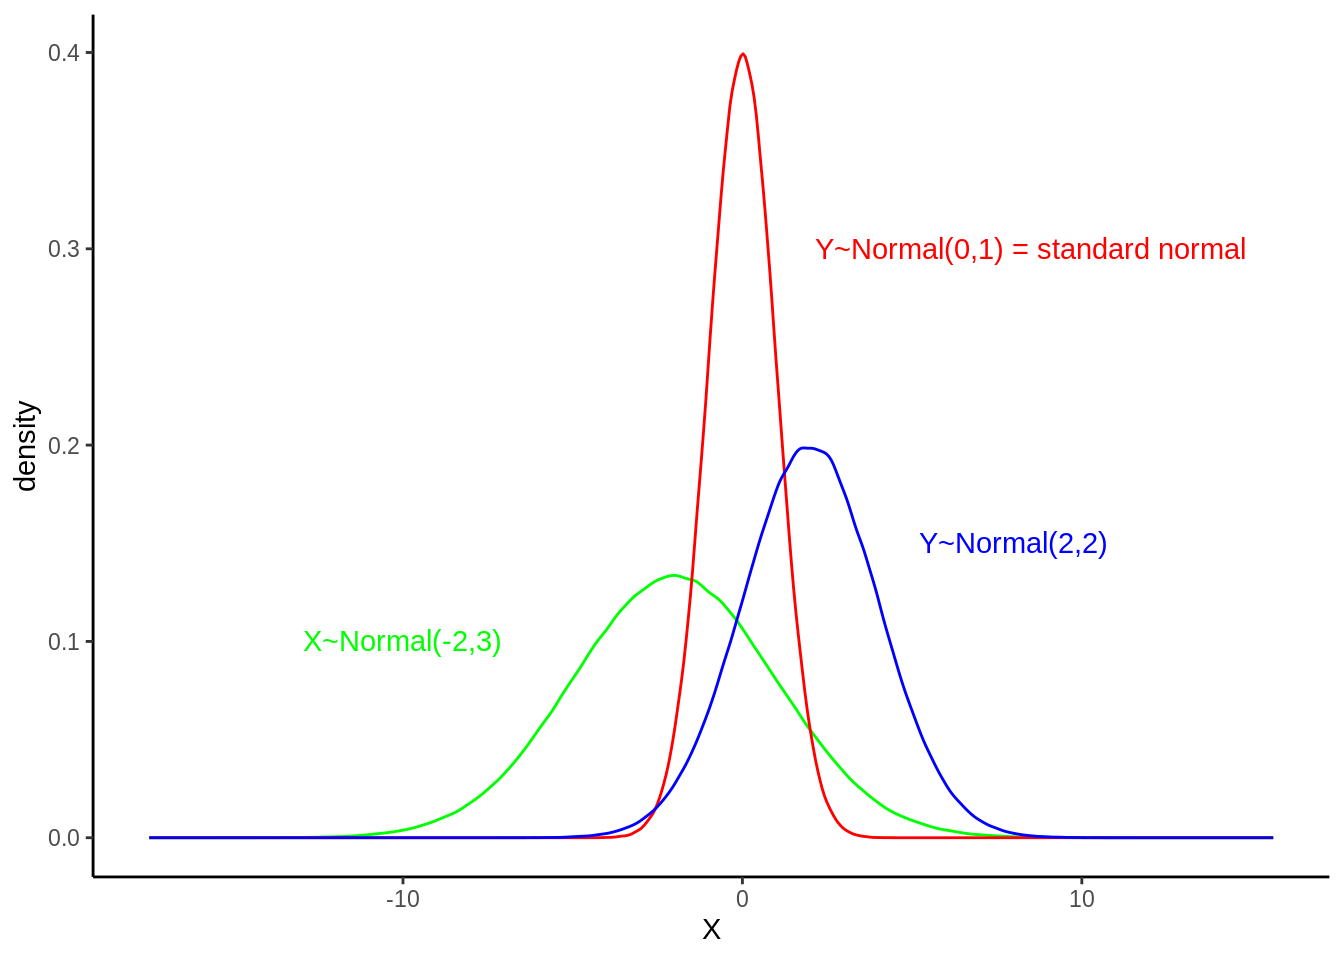 0.4
0.3
0.2
0.1
0.0
density
Y~Normal(0,1) = standard normal
Y~Normal(2,2)
X~Normal(-2,3)
-10
0
10
X